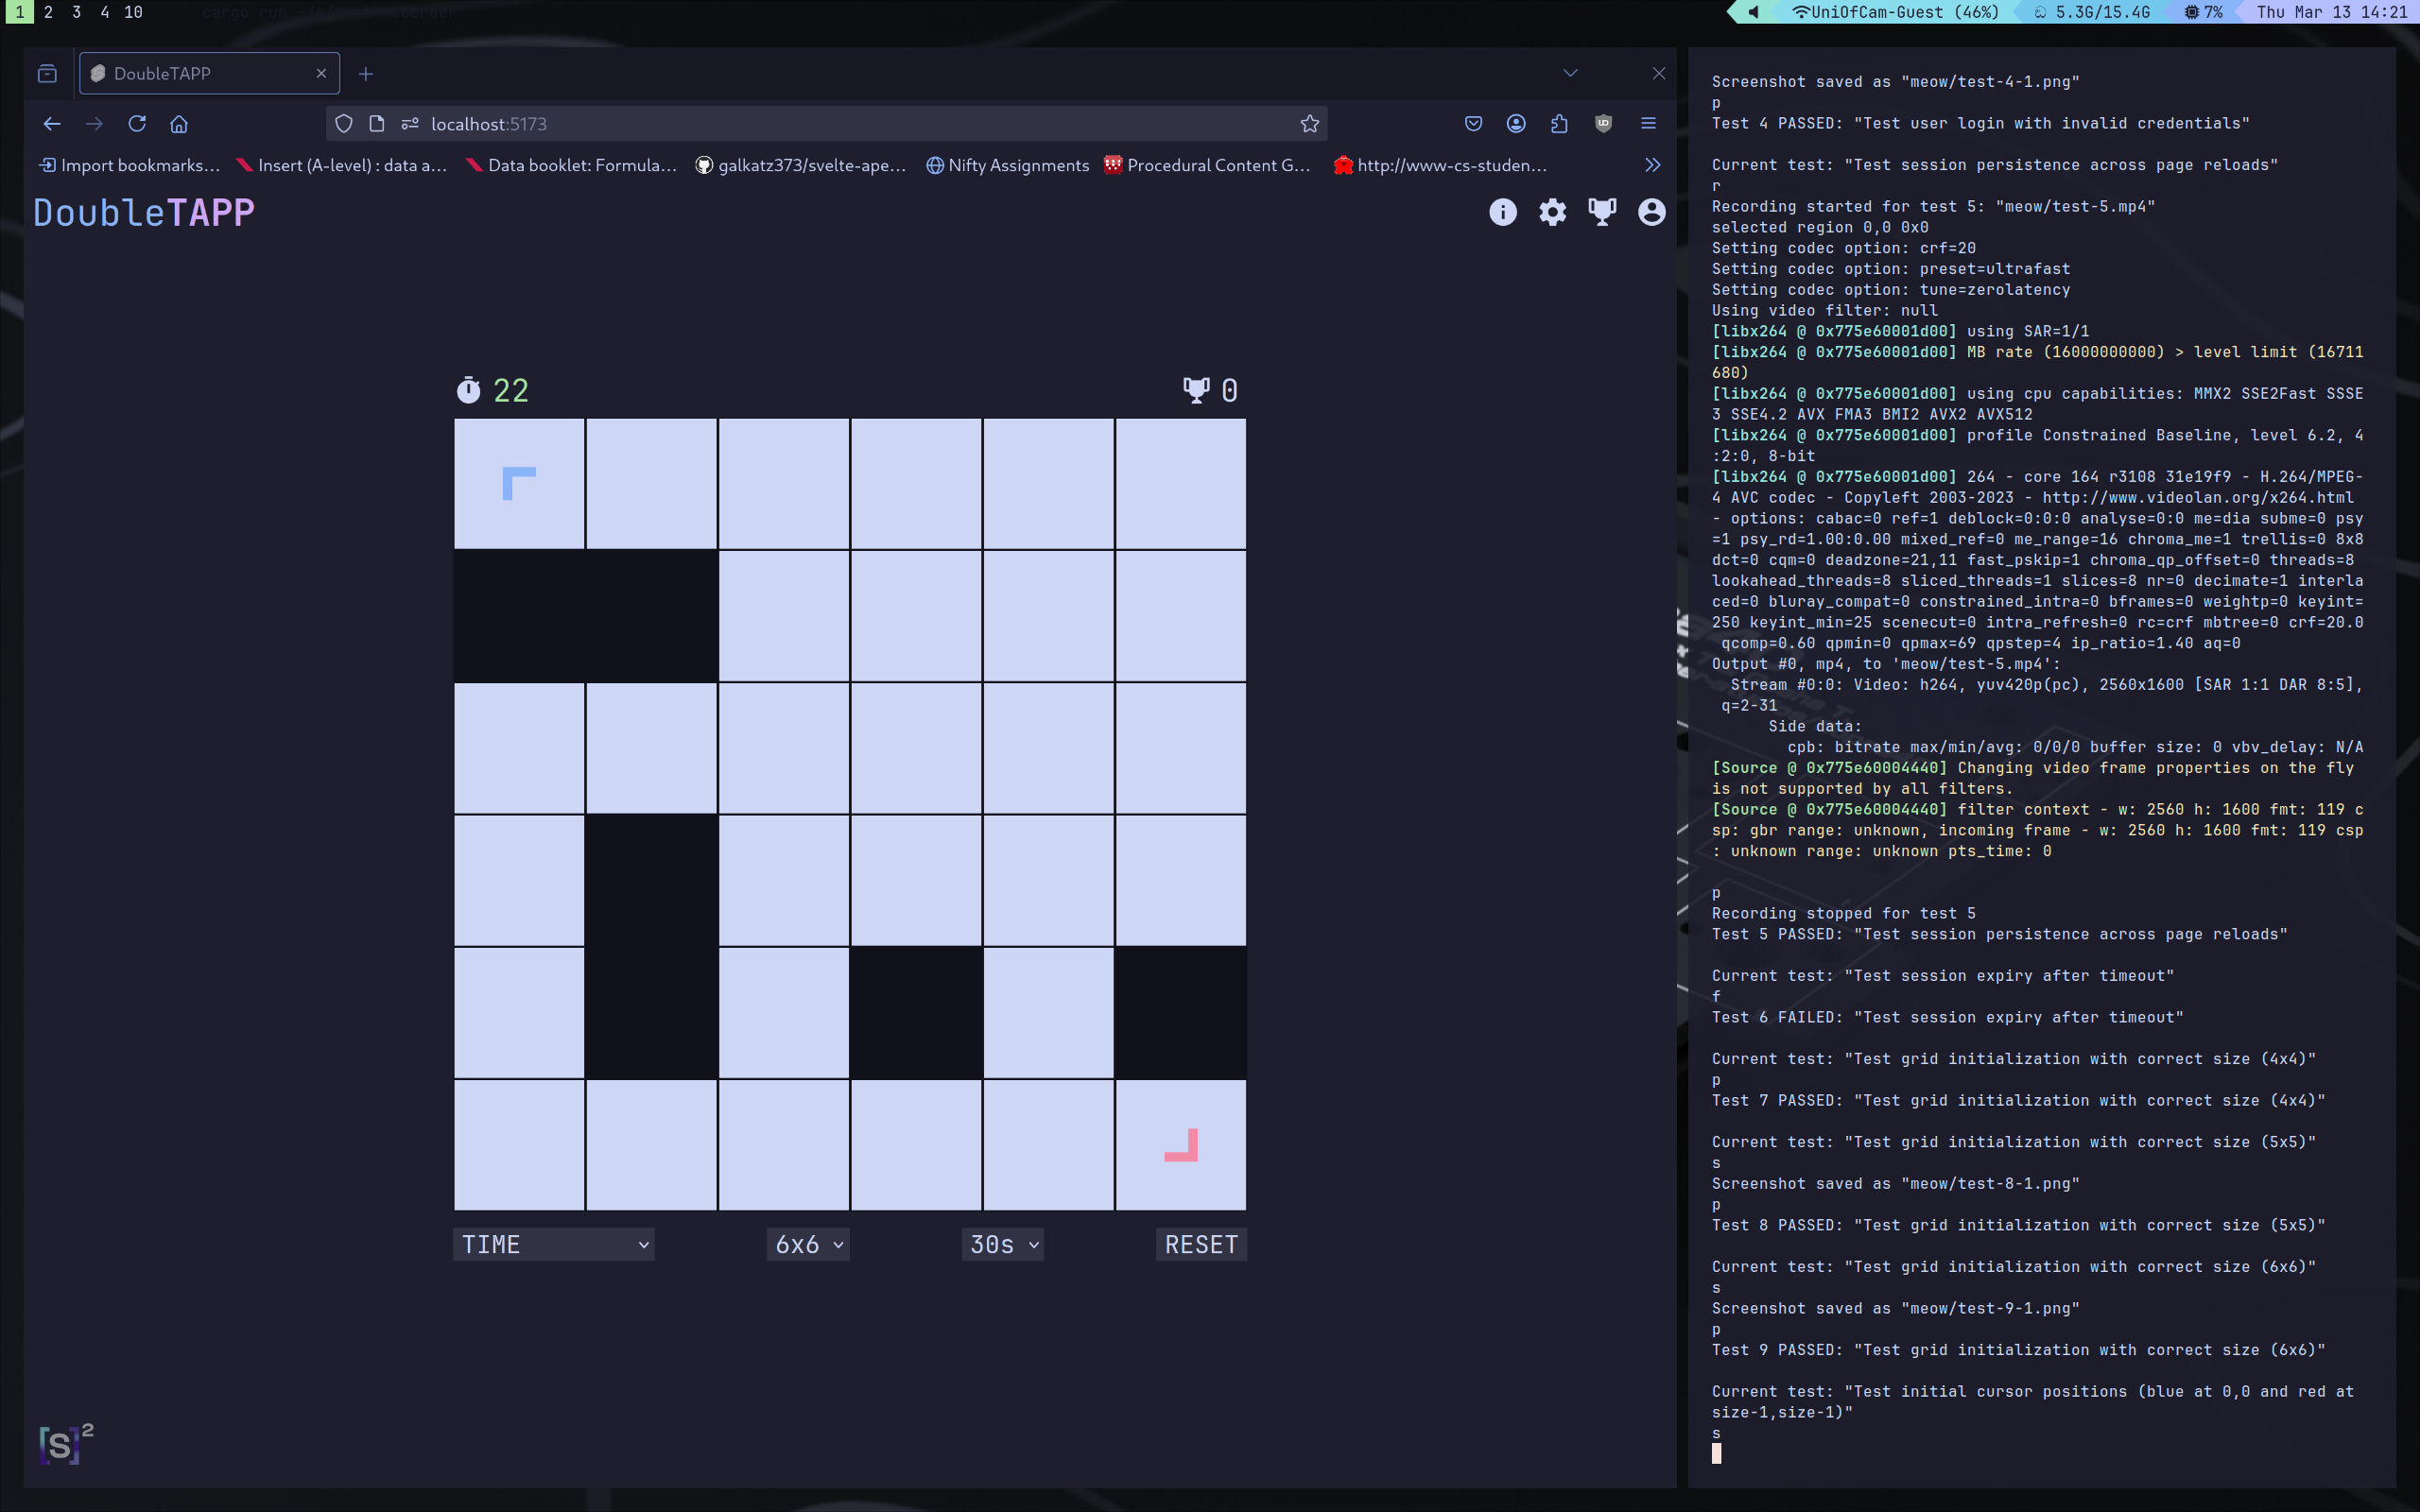 1 2 3 4 10
UniOfCam-Guest (46%) 5.3G/15.4G 7% Thu Mar 13 14:21
DoubleTAPP
localhost:5173
Import bookmarks... Insert (A-level) : data a... Data booklet: Formula... galkatz373/svelte-ape... Nifty Assignments Procedural Content G... http://www-cs-studen...
DoubleTAPP
22 0
TIME 6x6 30s RESET
[S]2
Screenshot saved as "meow/test-4-1.png"
p
Test 4 PASSED: "Test user login with invalid credentials"
Current test: "Test session persistence across page reloads"
r
Recording started for test 5: "meow/test-5.mp4"
selected region 0,0 0x0
Setting codec option: crf=20
Setting codec option: preset=ultrafast
Setting codec option: tune=zerolatency
Using video filter: null
[libx264 @ 0x775e60001d00] using SAR=1/1
[libx264 @ 0x775e60001d00] MB rate (16000000000) > level limit (16711
680)
[libx264 @ 0x775e60001d00] using cpu capabilities: MMX2 SSE2Fast SSSE
3 SSE4.2 AVX FMA3 BMI2 AVX2 AVX512
[libx264 @ 0x775e60001d00] profile Constrained Baseline, level 6.2, 4
:2:0, 8-bit
[libx264 @ 0x775e60001d00] 264 - core 164 r3108 31e19f9 - H.264/MPEG-
4 AVC codec - Copyleft 2003-2023 - http://www.videolan.org/x264.html
- options: cabac=0 ref=1 deblock=0:0:0 analyse=0:0 me=dia subme=0 psy
=1 psy_rd=1.00:0.00 mixed_ref=0 me_range=16 chroma_me=1 trellis=0 8x8
dct=0 cqm=0 deadzone=21,11 fast_pskip=1 chroma_qp_offset=0 threads=8
lookahead_threads=8 sliced_threads=1 slices=8 nr=0 decimate=1 interla
ced=0 bluray_compat=0 constrained_intra=0 bframes=0 weightp=0 keyint=
250 keyint_min=25 scenecut=0 intra_refresh=0 rc=crf mbtree=0 crf=20.0
qcomp=0.60 qpmin=0 qpmax=69 qpstep=4 ip_ratio=1.40 aq=0
Output #0, mp4, to 'meow/test-5.mp4':
Stream #0:0: Video: h264, yuv420p(pc), 2560x1600 [SAR 1:1 DAR 8:5],
q=2-31
Side data:
cpb: bitrate max/min/avg: 0/0/0 buffer size: 0 vbv_delay: N/A
[Source @ 0x775e60004440] Changing video frame properties on the fly
is not supported by all filters.
[Source @ 0x775e60004440] filter context - w: 2560 h: 1600 fmt: 119 c
sp: gbr range: unknown, incoming frame - w: 2560 h: 1600 fmt: 119 csp
: unknown range: unknown pts_time: 0
p
Recording stopped for test 5
Test 5 PASSED: "Test session persistence across page reloads"
Current test: "Test session expiry after timeout"
f
Test 6 FAILED: "Test session expiry after timeout"
Current test: "Test grid initialization with correct size (4x4)"
p
Test 7 PASSED: "Test grid initialization with correct size (4x4)"
Current test: "Test grid initialization with correct size (5x5)"
s
Screenshot saved as "meow/test-8-1.png"
p
Test 8 PASSED: "Test grid initialization with correct size (5x5)"
Current test: "Test grid initialization with correct size (6x6)"
s
Screenshot saved as "meow/test-9-1.png"
p
Test 9 PASSED: "Test grid initialization with correct size (6x6)"
Current test: "Test initial cursor positions (blue at 0,0 and red at
size-1,size-1)"
s